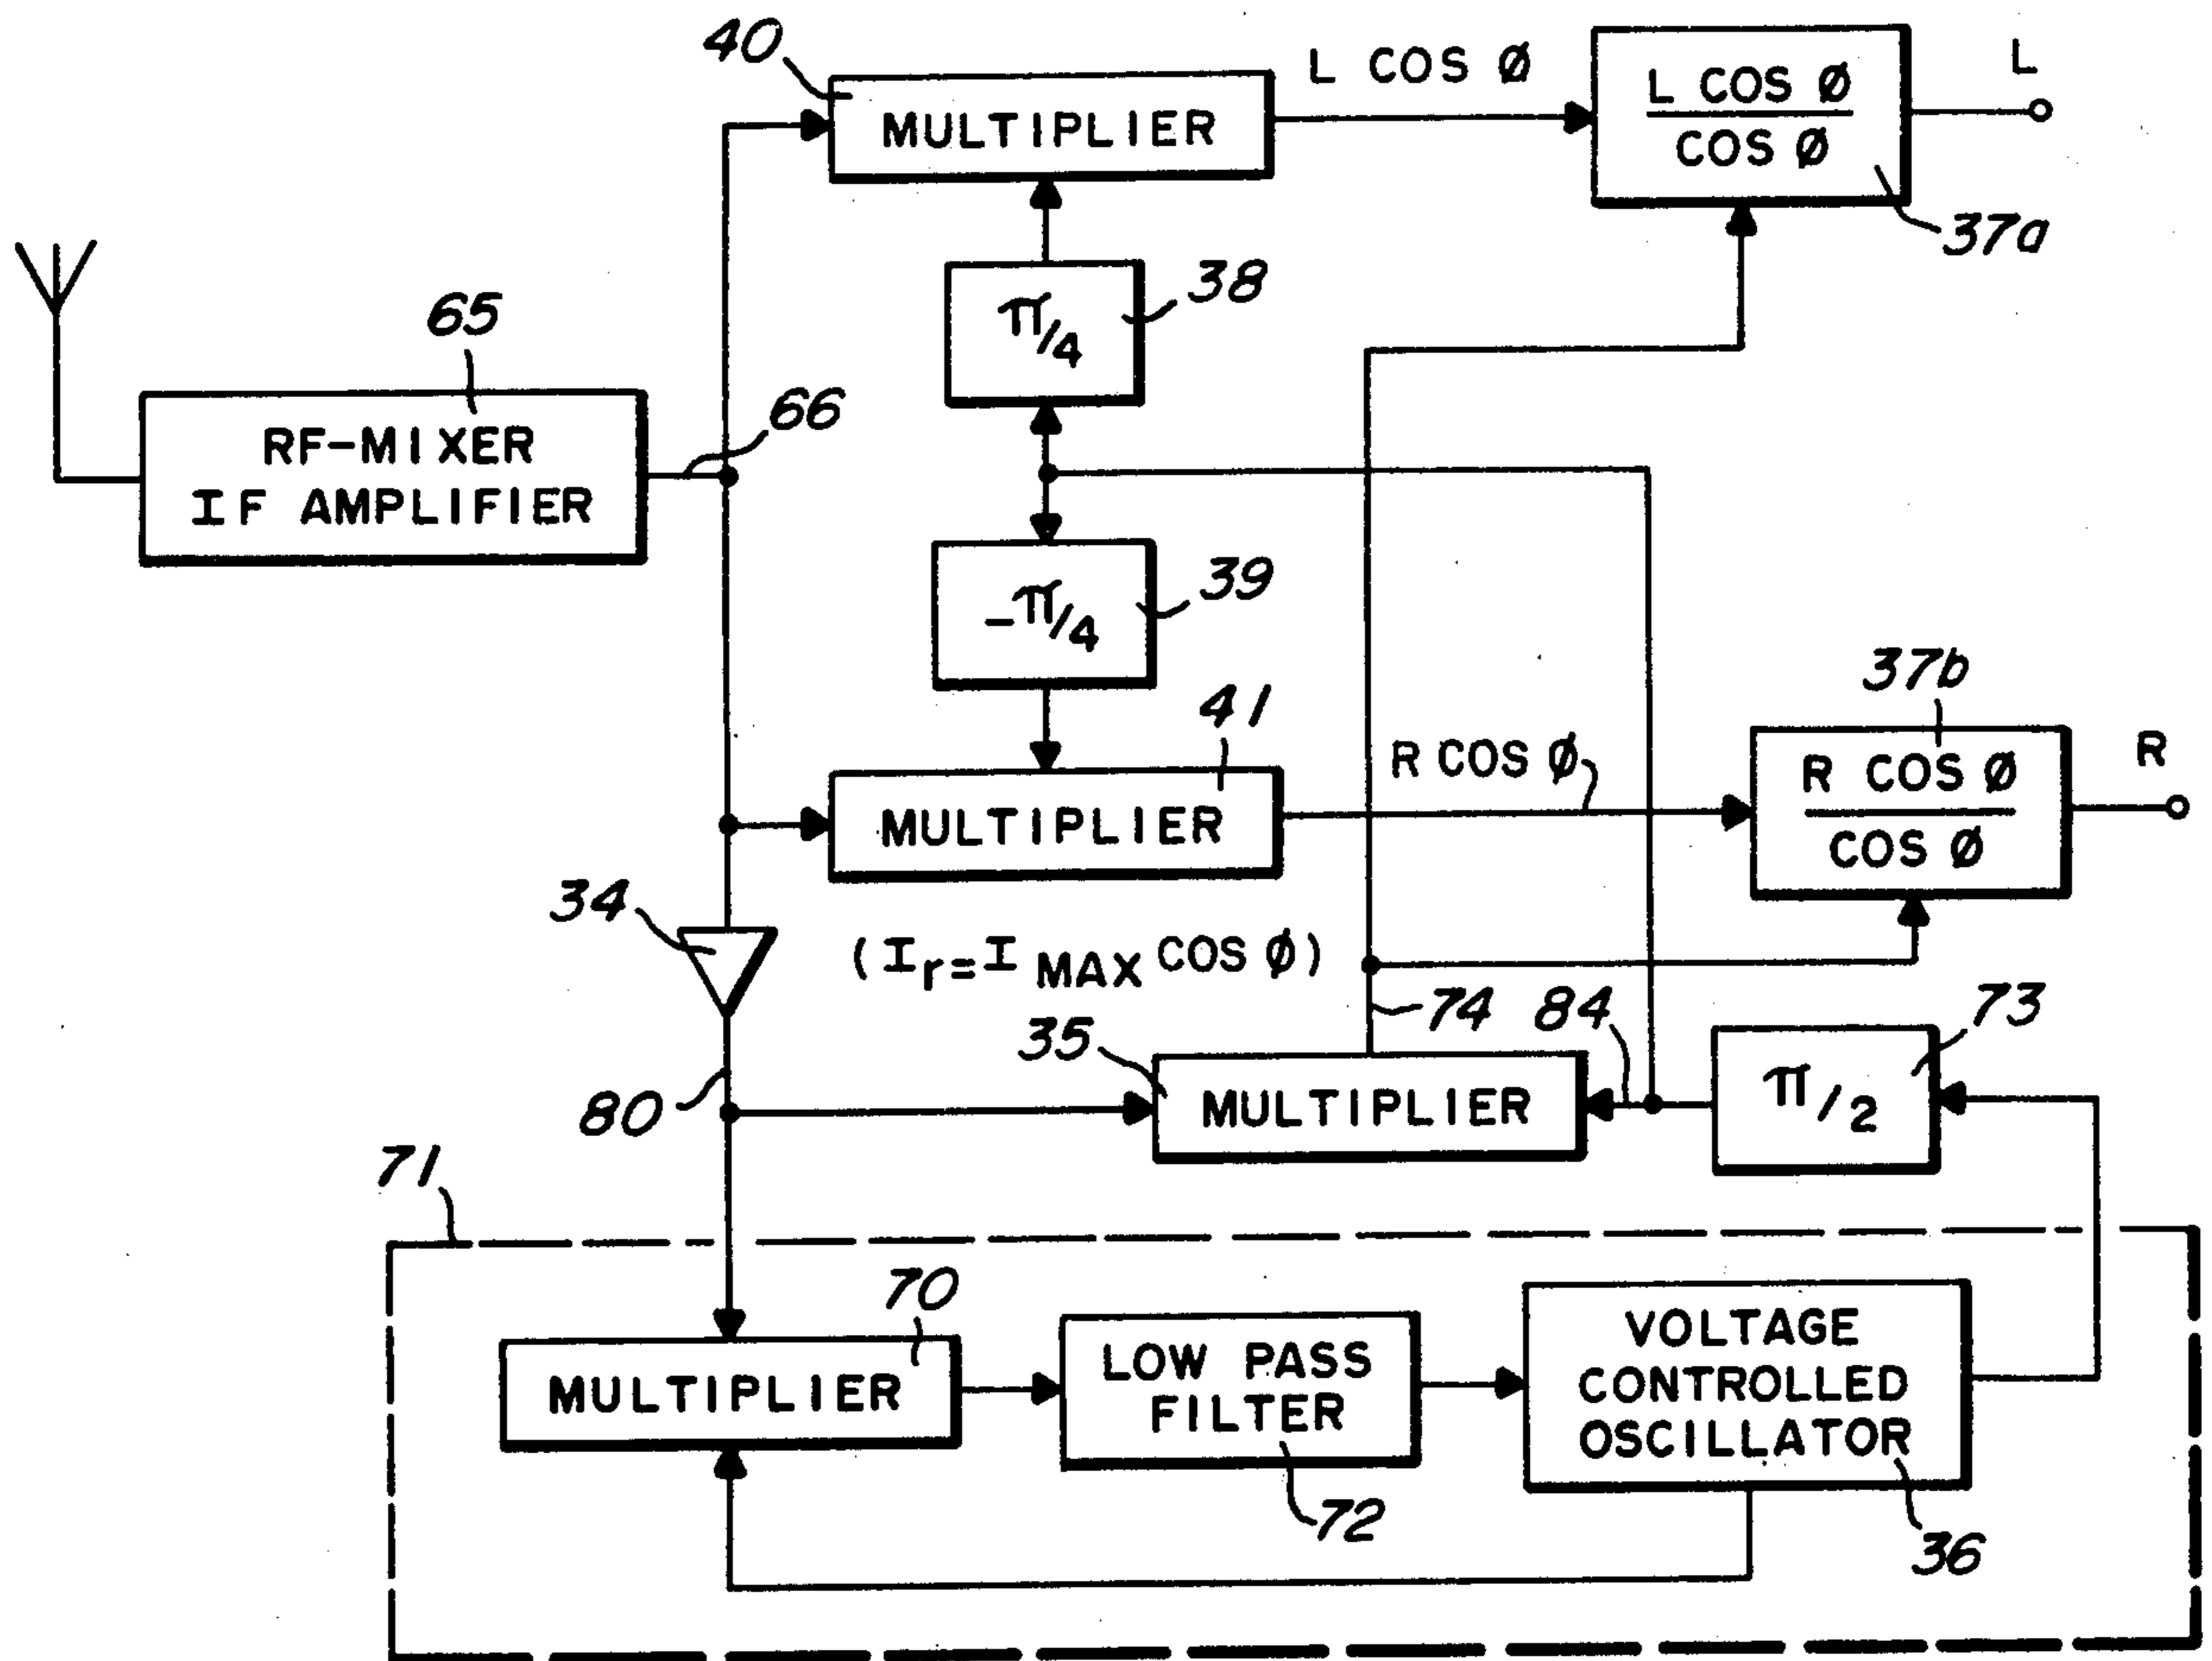 40
MULTIPLIER
L COS Ø
L COS Ø
COS Ø
L
37a
38
π/4
65
RF-MIXER
IF AMPLIFIER
66
39
-π/4
41
MULTIPLIER
R COS Ø
37b
R COS Ø
COS Ø
R
34
(Ir=I MAX COS Ø)
74
84
73
35
MULTIPLIER
π/2
80
71
70
MULTIPLIER
LOW PASS
FILTER
72
VOLTAGE
CONTROLLED
OSCILLATOR
36